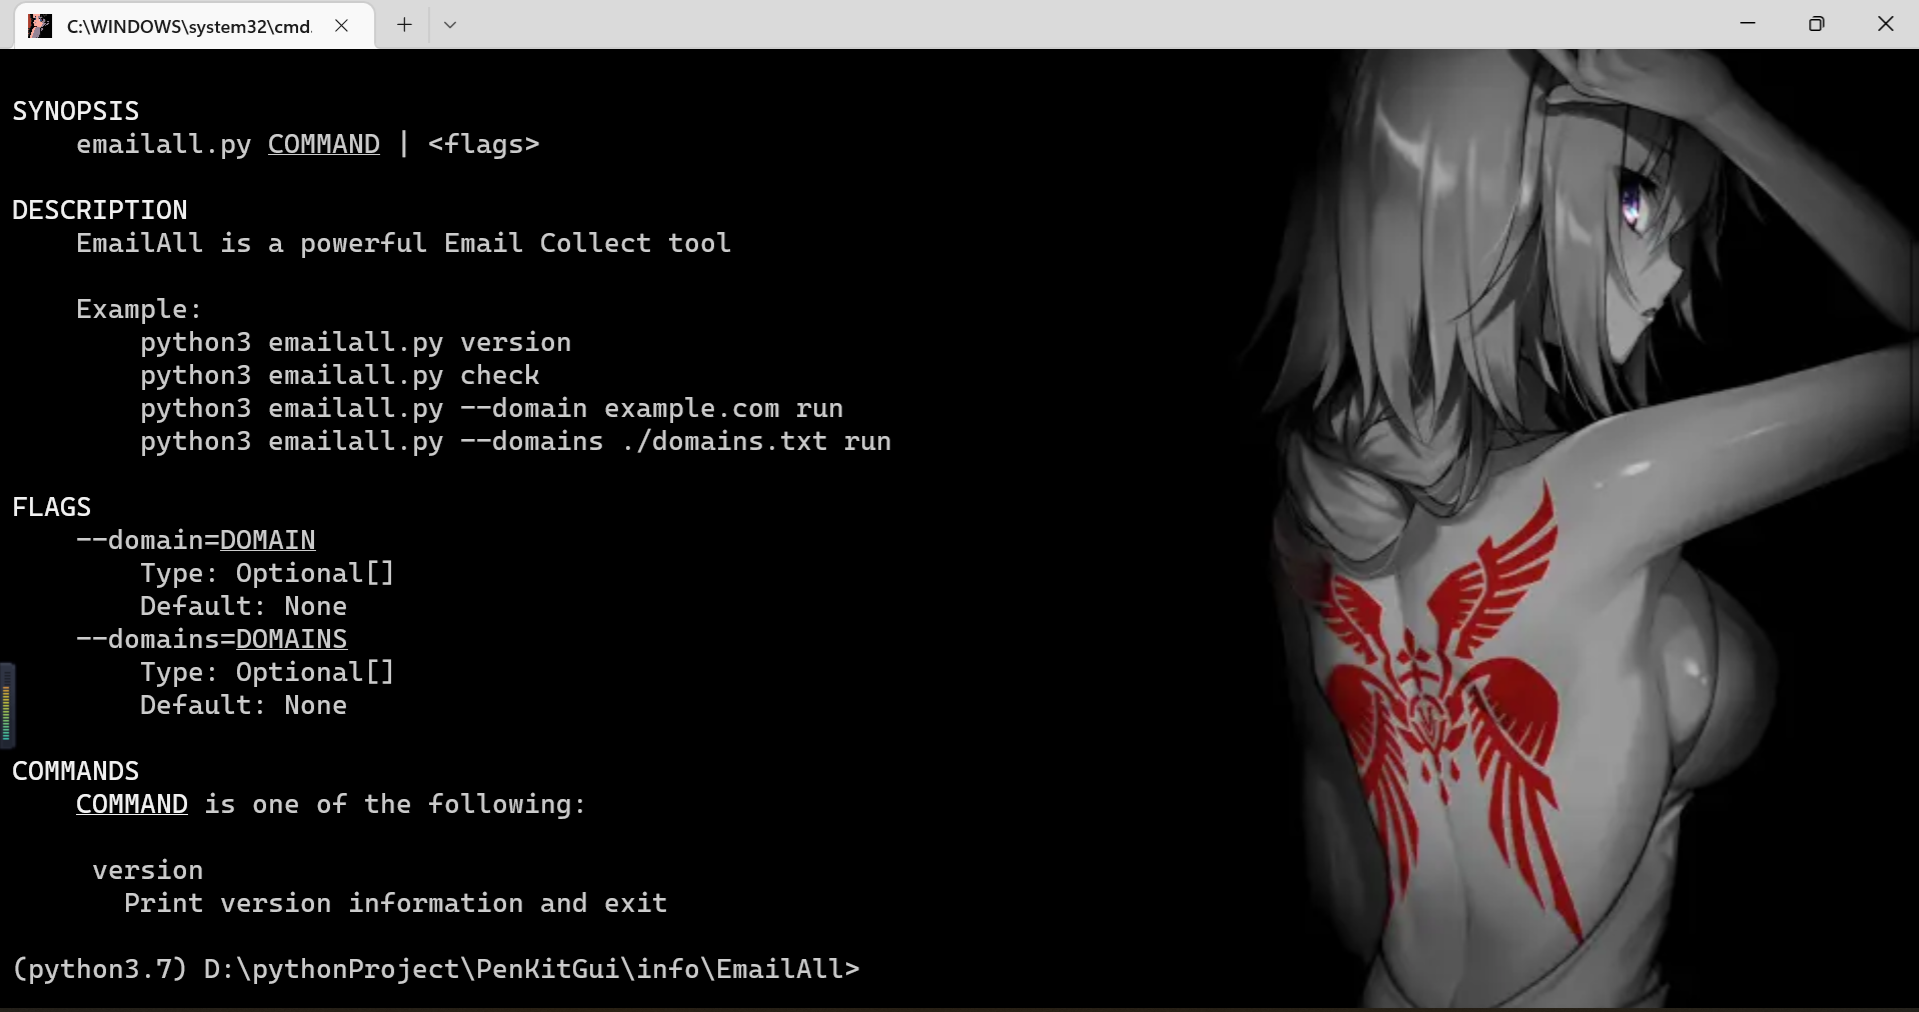 C:\WINDOWS\system32\cmd.
SYNOPSIS
emailall.py COMMAND | <flags>
DESCRIPTION
EmailAll is a powerful Email Collect tool
Example:
python3 emailall.py version
python3 emailall.py check
python3 emailall.py --domain example.com run
python3 emailall.py --domains ./domains.txt run
FLAGS
--domain=DOMAIN
Type: Optional[]
Default: None
--domains=DOMAINS
Type: Optional[]
Default: None
COMMANDS
COMMAND is one of the following:
version
Print version information and exit
(python3.7) D:\pythonProject\PenKitGui\info\EmailAll>